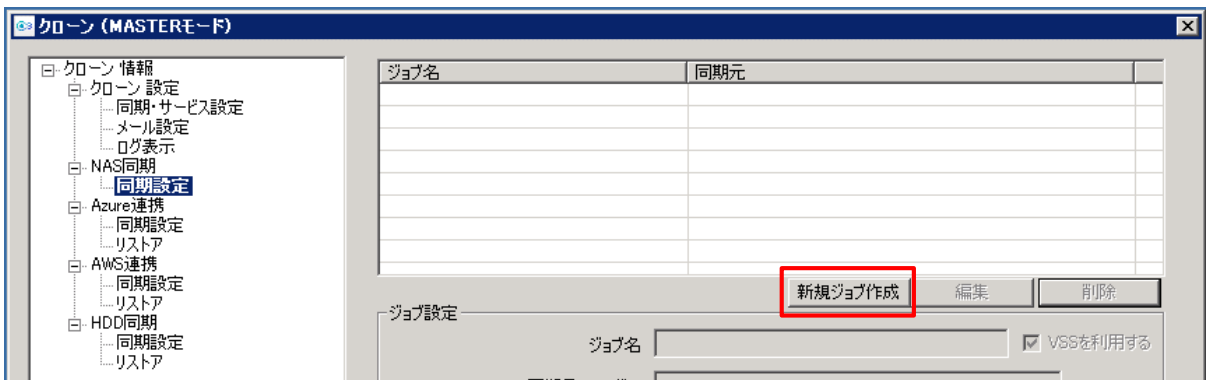 クローン (MASTERモード)
クローン 情報
クローン 設定
同期・サービス設定
メール設定
ログ表示
NAS同期
同期設定
Azure連携
同期設定
リストア
AWS連携
同期設定
リストア
HDD同期
同期設定
リストア
ジョブ名 同期元
新規ジョブ作成 編集 削除
ジョブ設定
ジョブ名 VSSを利用する